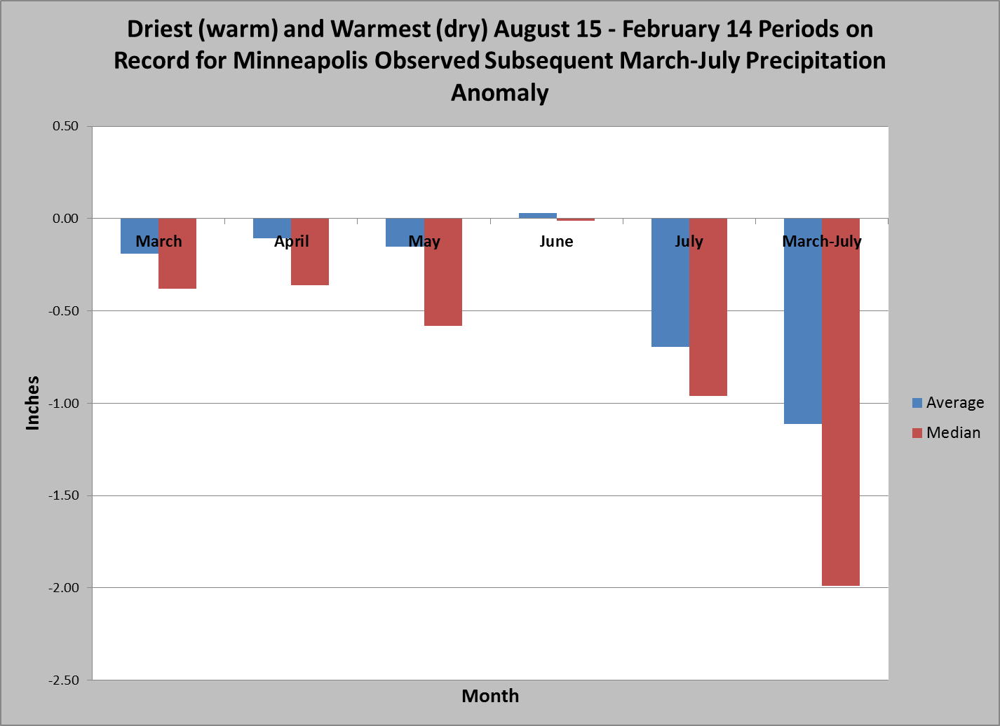 Driest (warm) and Warmest (dry) August 15 - February 14 Periods on
Record for Minneapolis Observed Subsequent March-July Precipitation
Anomaly
0.50
0.00
March April May June July March-July
-0.50
-1.00
-1.50
-2.00
-2.50
Inches
Month
Average
Median